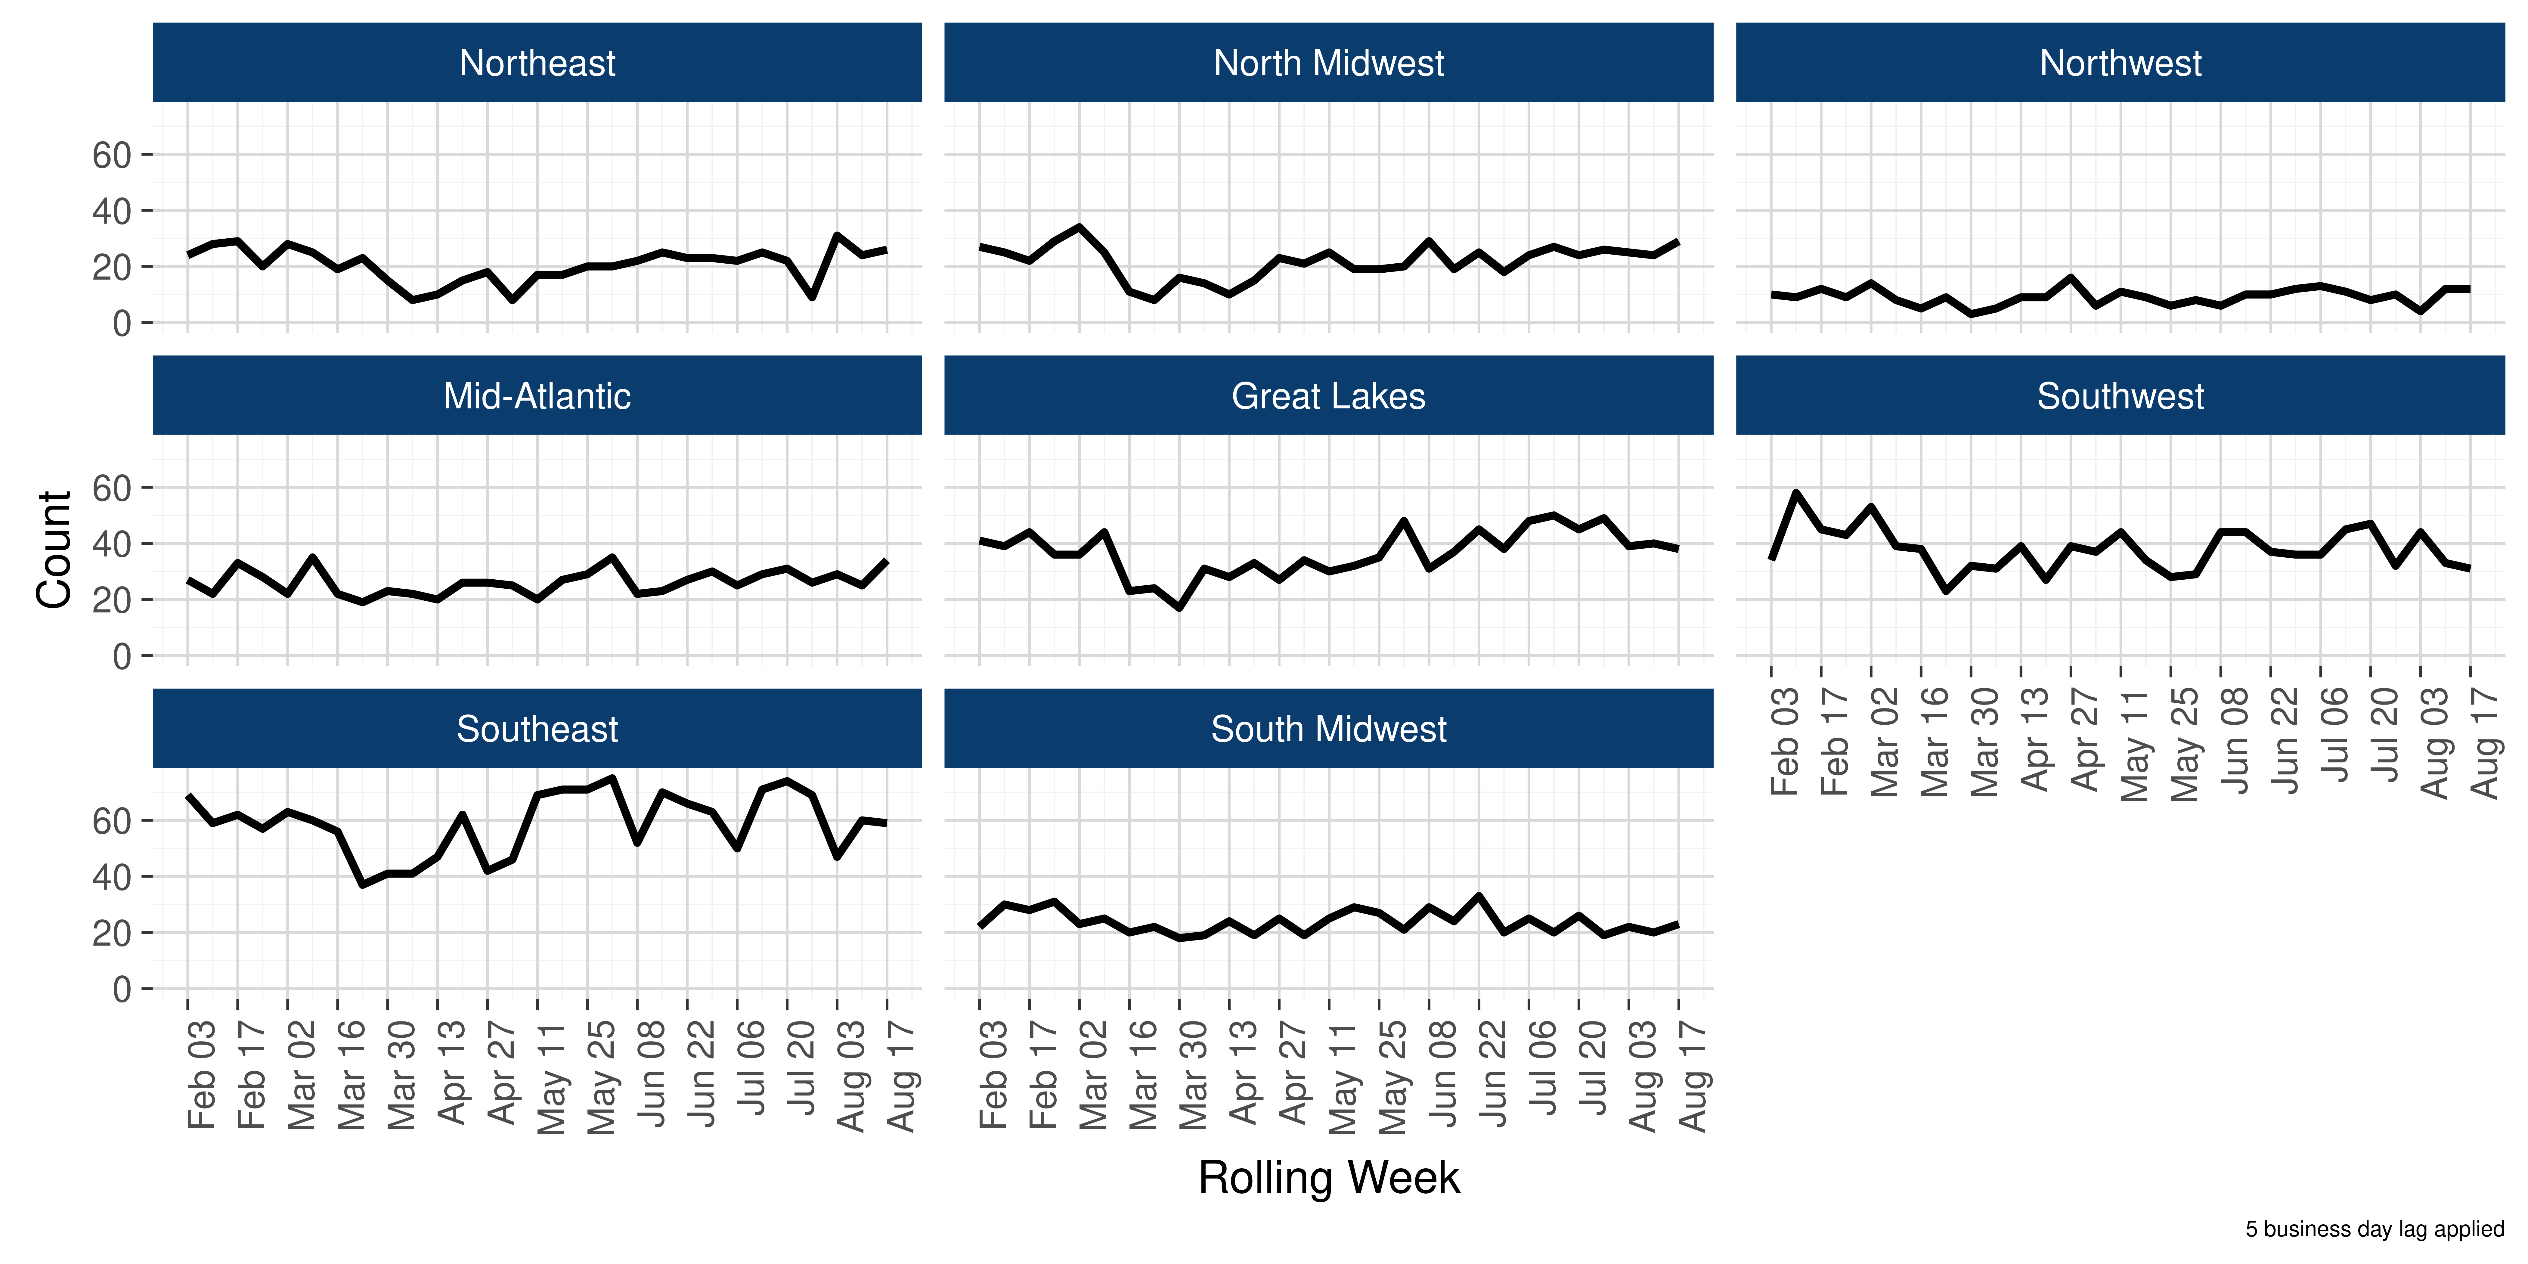 Northeast
North Midwest
Northwest
60
40
20
0
Mid-Atlantic
Great Lakes
Southwest
Count
60
40
20
0
Feb 03
Feb 17
Mar 02
Mar 16
Mar 30
Apr 13
Apr 27
May 11
May 25
Jun 08
Jun 22
Jul 06
Jul 20
Aug 03
Aug 17
Southeast
South Midwest
60
40
20
0
Feb 03
Feb 17
Mar 02
Mar 16
Mar 30
Apr 13
Apr 27
May 11
May 25
Jun 08
Jun 22
Jul 06
Jul 20
Aug 03
Aug 17
Feb 03
Feb 17
Mar 02
Mar 16
Mar 30
Apr 13
Apr 27
May 11
May 25
Jun 08
Jun 22
Jul 06
Jul 20
Aug 03
Aug 17
Rolling Week
5 business day lag applied